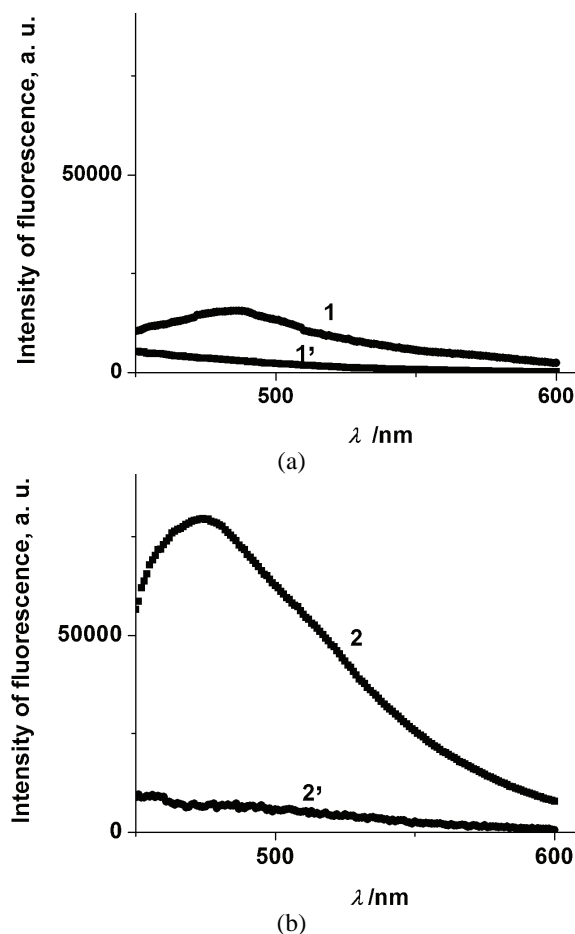 Intensity of fluorescence, a. u.
50000
0
1
1’
500
600
λ /nm
(a)
Intensity of fluorescence, a. u.
50000
0
2
2’
500
600
λ /nm
(b)